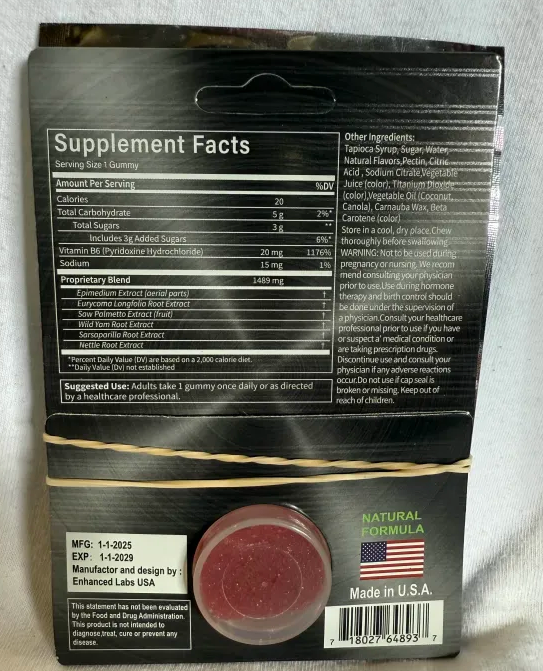 Supplement Facts
Serving Size 1 Gummy
Amount Per Serving %DV
Calories 20
Total Carbohydrate 5 g 2%*
Total Sugars 3 g **
Includes 3g Added Sugars 6%*
Vitamin B6 (Pyridoxine Hydrochloride) 20 mg 1176%
Sodium 15 mg 1%
Proprietary Blend 1489 mg
Epimedium Extract (aerial parts) †
Eurycoma Longfolia Root Extract †
Saw Palmetto Extract (fruit) †
Wild Yam Root Extract †
Sarsaparilla Root Extract †
Nettle Root Extract †
*Percent Daily Value (DV) are based on a 2,000 calorie diet.
**Daily Value (Dv) not established
Suggested Use: Adults take 1 gummy once daily or as directed
by a healthcare professional.
Other Ingredients:
Tapioca Syrup, Sugar, Water,
Natural Flavors,Pectin, Citric
Acid , Sodium Citrate,Vegetable
Juice (color), Titanium Dioxide
(color),Vegetable Oil (Coconut,
Canola), Carnauba Wax, Beta
Carotene (color)
Store in a cool, dry place.Chew
thoroughly before swallowing
WARNING: Not to be used during
pregnancy or nursing. We recom
mend consulting your physician
prior to use.Use during hormone
therapy and birth control should
be done under the supervision of
a physician.Consult your healthcare
professional prior to use if you have
or suspect a' medical condition or
are taking prescription drugs.
Discontinue use and consult your
physician if any adverse reactions
occur.Do not use if cap seal is
broken or missing. Keep out of
reach of children.
MFG: 1-1-2025
EXP : 1-1-2029
Manufactor and design by :
Enhanced Labs USA
This statement has not been evaluated
by the Food and Drug Administration.
This product is not intended to
diagnose,treat, cure or prevent any
disease.
NATURAL
FORMULA
Made in U.S.A.
7 18027 64893 7